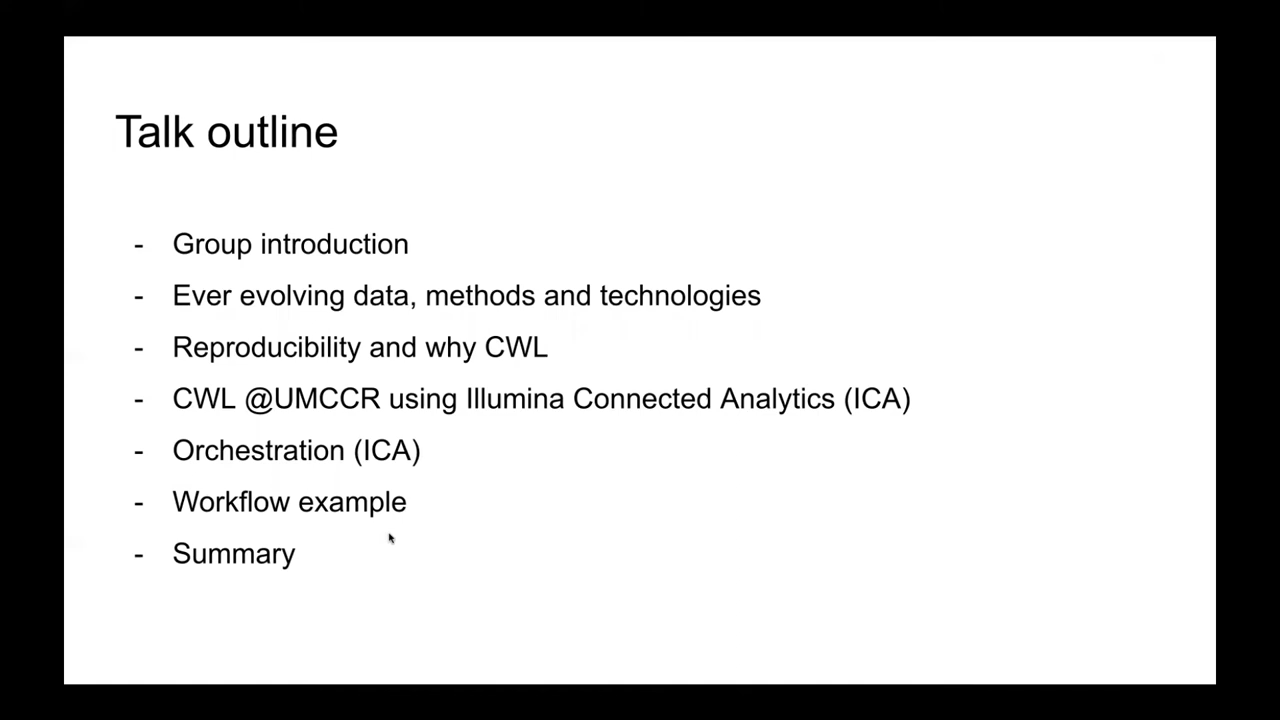 Talk outline
- Group introduction
- Ever evolving data, methods and technologies
- Reproducibility and why CWL
- CWL @UMCCR using Illumina Connected Analytics (ICA)
- Orchestration (ICA)
- Workflow example
- Summary